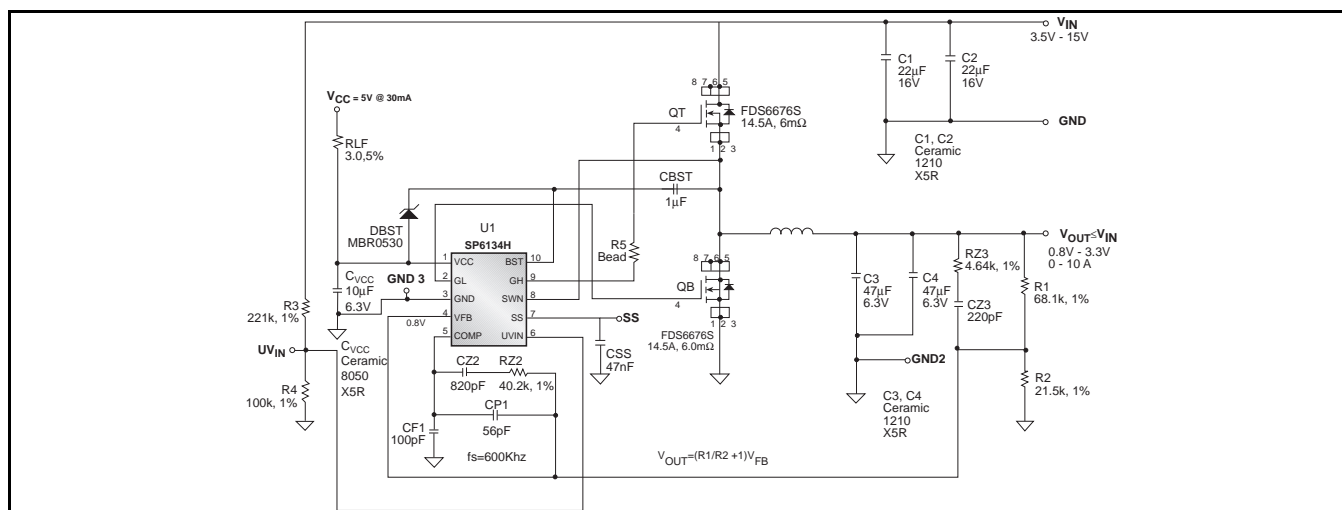 VIN
3.5V - 15V
C1
22μF
16V
C2
22μF
16V
GND
C1, C2
Ceramic
1210
X5R
8 7 6 5
QT
4
FDS6676S
14.5A, 6mΩ
1 2 3
VCC = 5V @ 30mA
RLF
3.0,5%
CBST
1μF
DBST
MBR0530
U1
SP6134H
1 VCC
2 GL
3 GND
4 VFB
5 COMP
BST 10
GH 9
SWN 8
SS 7
UVIN 6
R5
Bead
CVCC
10μF
6.3V
GND 3
0.8V
R3
221k, 1%
UVIN
CVCC
Ceramic
8050
X5R
R4
100k, 1%
SS
CSS
47nF
8 7 6 5
QB
4
1 2 3
FDS6676S
14.5A, 6.0mΩ
VOUT≤VIN
0.8V - 3.3V
0 - 10 A
C3
47μF
6.3V
C4
47μF
6.3V
RZ3
4.64k, 1%
CZ3
220pF
R1
68.1k, 1%
GND2
R2
21.5k, 1%
C3, C4
Ceramic
1210
X5R
CZ2
820pF
RZ2
40.2k, 1%
CP1
56pF
CF1
100pF
fs=600Khz
VOUT=(R1/R2 +1)VFB